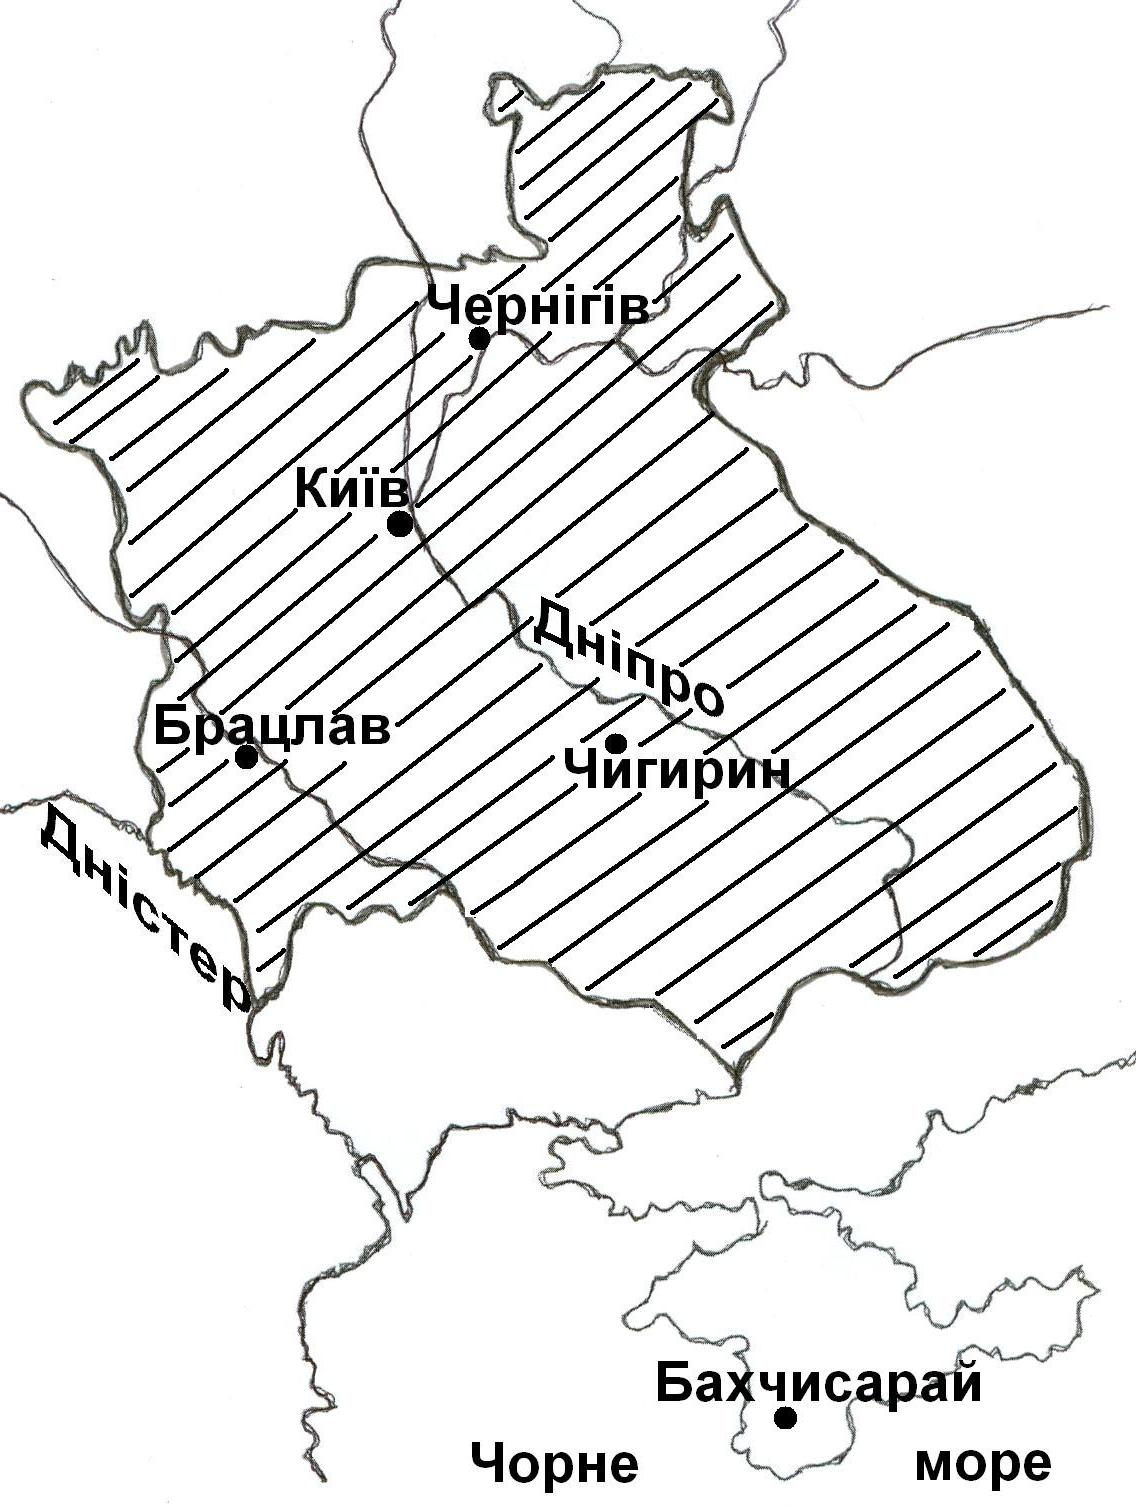 Чернігів
Київ
Дніпро
Брацлав
Чигирин
Дністер
Бахчисарай
Чорне море